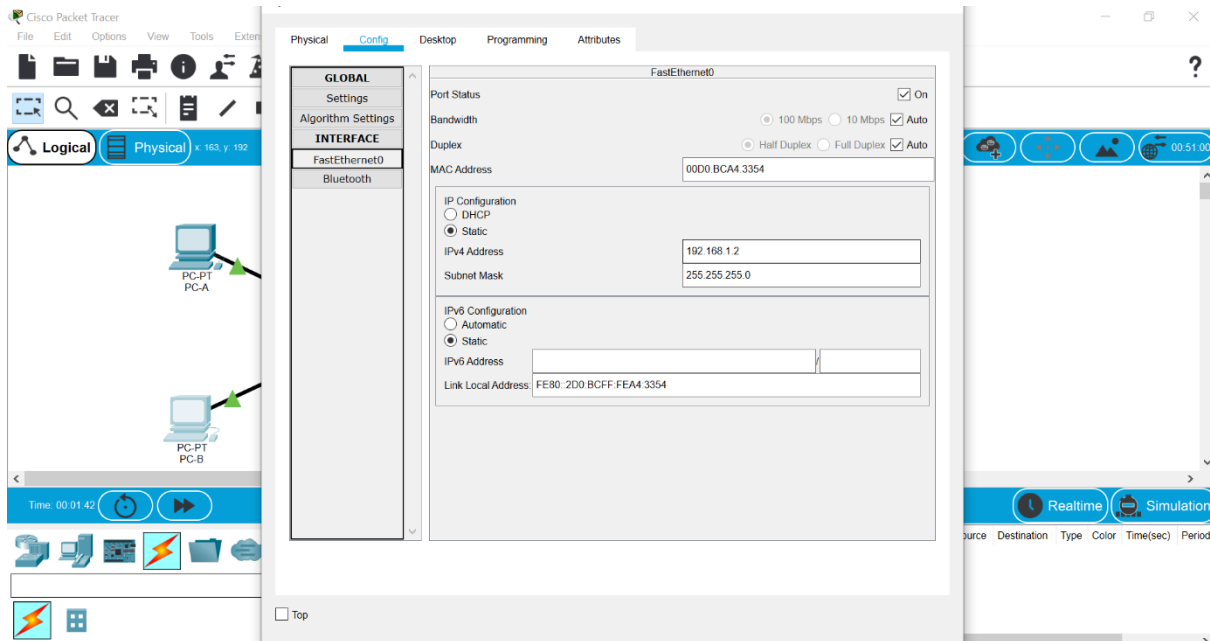 Cisco Packet Tracer
File Edit Options View Tools Exten
?
Logical Physical x: 163, y: 192
00:51:00
PC-PT
PC-A
PC-PT
PC-B
Time: 00:01:42
Physical Config Desktop Programming Attributes
GLOBAL
Settings
Algorithm Settings
INTERFACE
FastEthernet0
Bluetooth
FastEthernet0
Port Status On
Bandwidth 100 Mbps 10 Mbps Auto
Duplex Half Duplex Full Duplex Auto
MAC Address 00D0.BCA4.3354
IP Configuration
DHCP
Static
IPv4 Address 192.168.1.2
Subnet Mask 255.255.255.0
IPv6 Configuration
Automatic
Static
IPv6 Address /
Link Local Address: FE80::2D0:BCFF:FEA4:3354
Top
Realtime Simulation
ource Destination Type Color Time(sec) Period